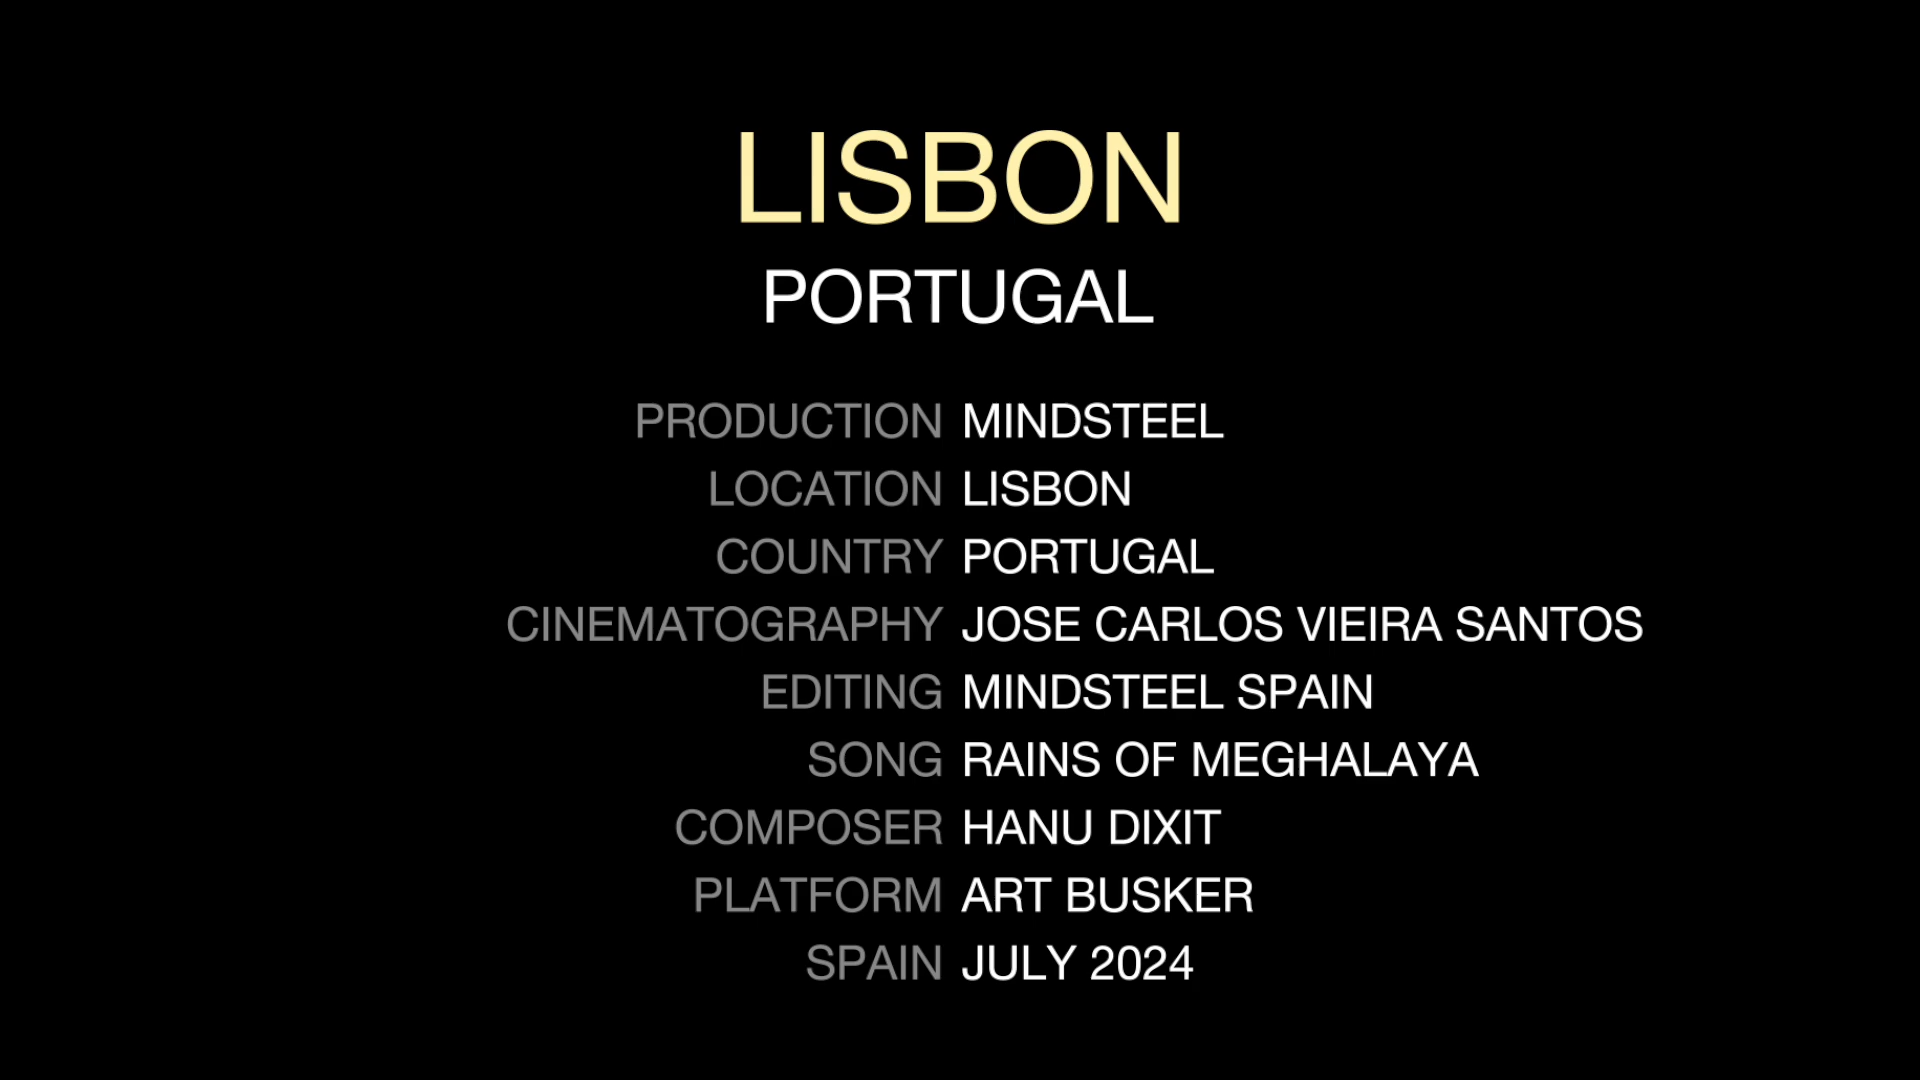 LISBON
PORTUGAL
PRODUCTION MINDSTEEL
LOCATION LISBON
COUNTRY PORTUGAL
CINEMATOGRAPHY JOSE CARLOS VIEIRA SANTOS
EDITING MINDSTEEL SPAIN
SONG RAINS OF MEGHALAYA
COMPOSER HANU DIXIT
PLATFORM ART BUSKER
SPAIN JULY 2024